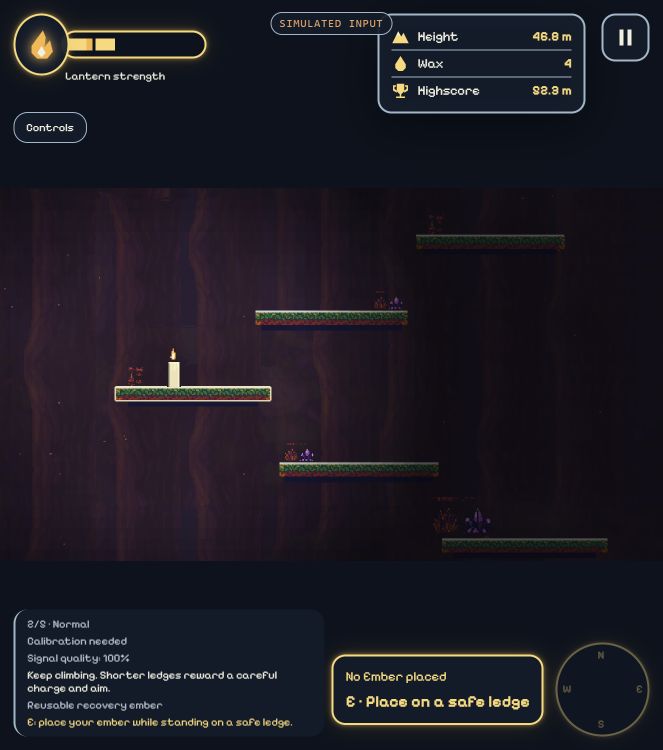 SIMULATED INPUT
Height 46.8 m
Wax 4
Highscore 88.3 m
Lantern strength
Controls
2/5 · Normal
Calibration needed
Signal quality: 100%
Keep climbing. Shorter ledges reward a careful
charge and aim.
Reusable recovery ember
E: place your ember while standing on a safe ledge.
No Ember placed
E · Place on a safe ledge
N
W E
S